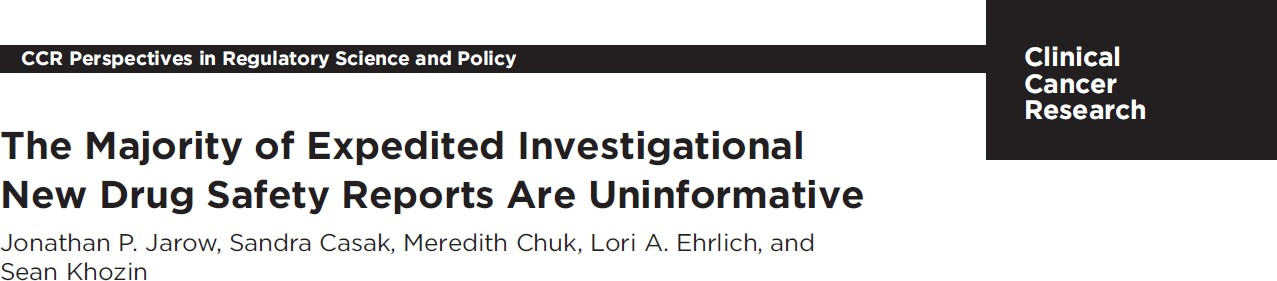 CCR Perspectives in Regulatory Science and Policy
Clinical
Cancer
Research
The Majority of Expedited Investigational
New Drug Safety Reports Are Uninformative
Jonathan P. Jarow, Sandra Casak, Meredith Chuk, Lori A. Ehrlich, and
Sean Khozin